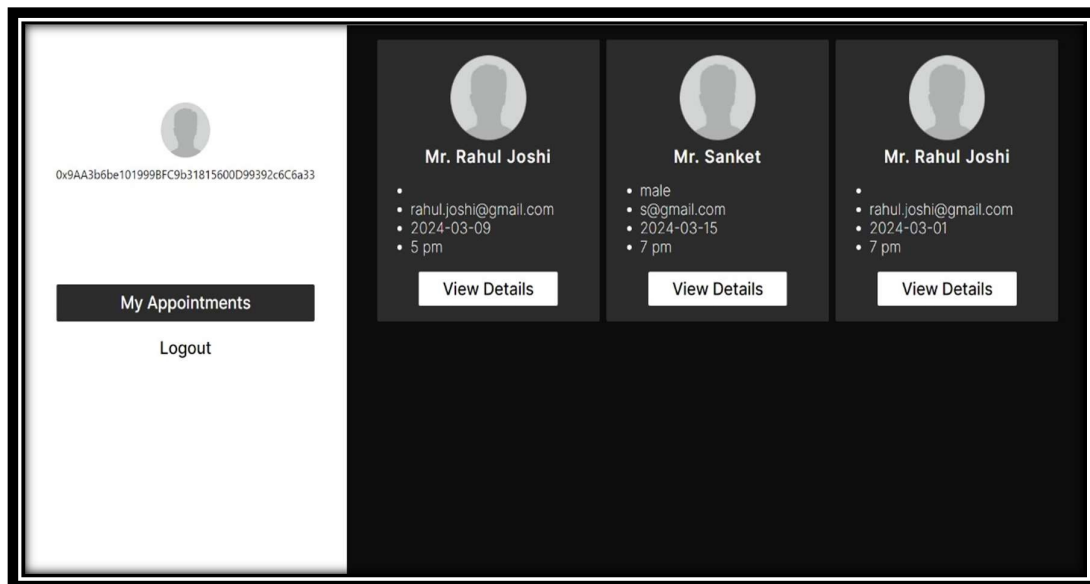 0x9AA3b6be101999BFC9b31815600D99392c6C6a33
My Appointments
Logout
Mr. Rahul Joshi
rahul.joshi@gmail.com
2024-03-09
5 pm
View Details
Mr. Sanket
male
s@gmail.com
2024-03-15
7 pm
View Details
Mr. Rahul Joshi
rahul.joshi@gmail.com
2024-03-01
7 pm
View Details